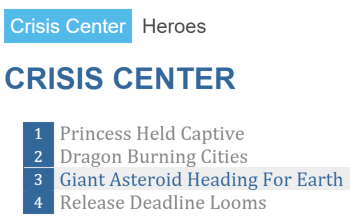 Crisis Center Heroes
CRISIS CENTER
1 Princess Held Captive
2 Dragon Burning Cities
3 Giant Asteroid Heading For Earth
4 Release Deadline Looms